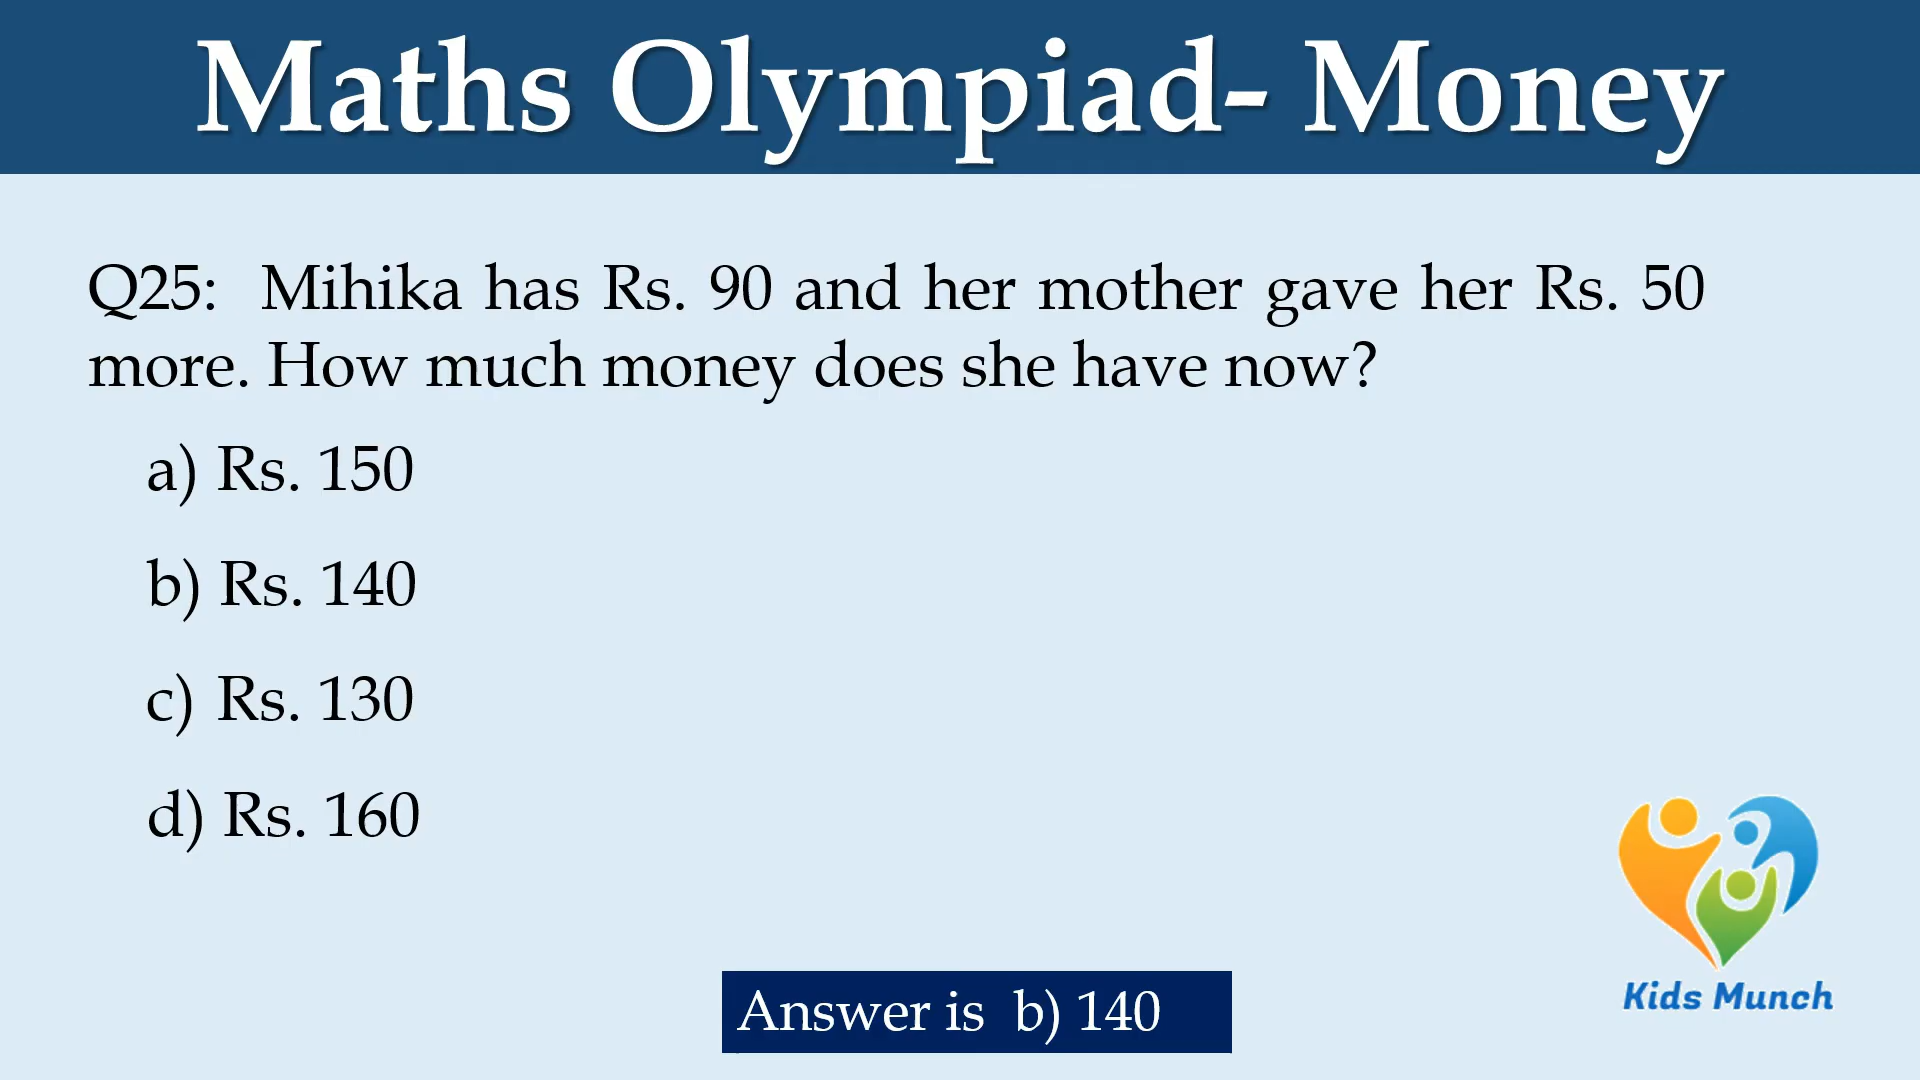 Maths Olympiad- Money
Q25: Mihika has Rs. 90 and her mother gave her Rs. 50
more. How much money does she have now?
a) Rs. 150
b) Rs. 140
c) Rs. 130
d) Rs. 160
Kids Munch
Answer is b) 140